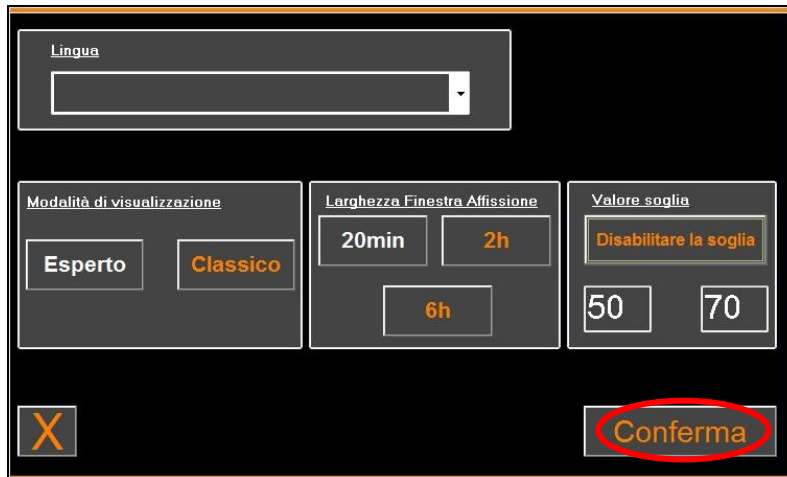 Lingua
Modalità di visualizzazione
Esperto
Classico
Larghezza Finestra Affissione
20min
2h
6h
Valore soglia
Disabilitare la soglia
50
70
X
Conferma